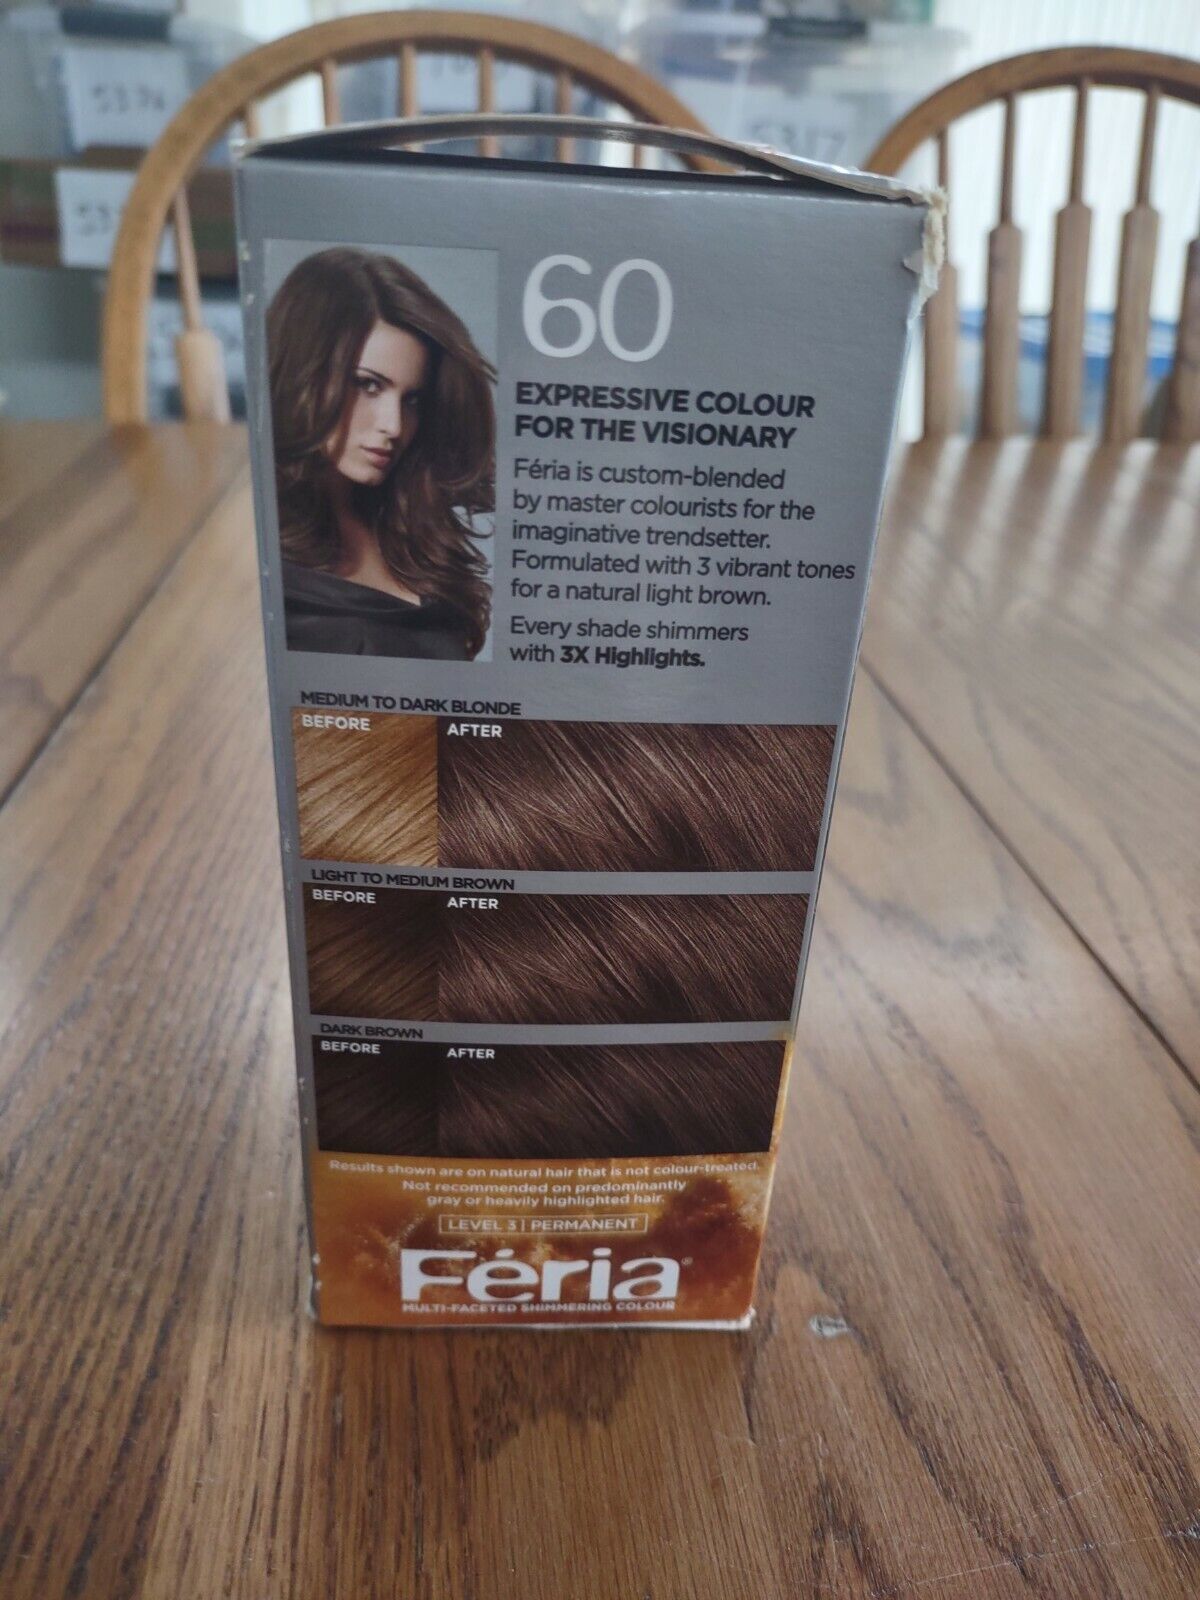 60
EXPRESSIVE COLOUR
FOR THE VISIONARY
Féria is custom-blended
by master colourists for the
imaginative trendsetter.
Formulated with 3 vibrant tones
for a natural light brown.
Every shade shimmers
with 3X Highlights.
MEDIUM TO DARK BLONDE
BEFORE AFTER
LIGHT TO MEDIUM BROWN
BEFORE AFTER
DARK BROWN
BEFORE AFTER
Results shown are on natural hair that is not colour-treated.
Not recommended on predominantly
gray or heavily highlighted hair.
LEVEL 3 | PERMANENT
Féria®
MULTI-FACETED SHIMMERING COLOUR